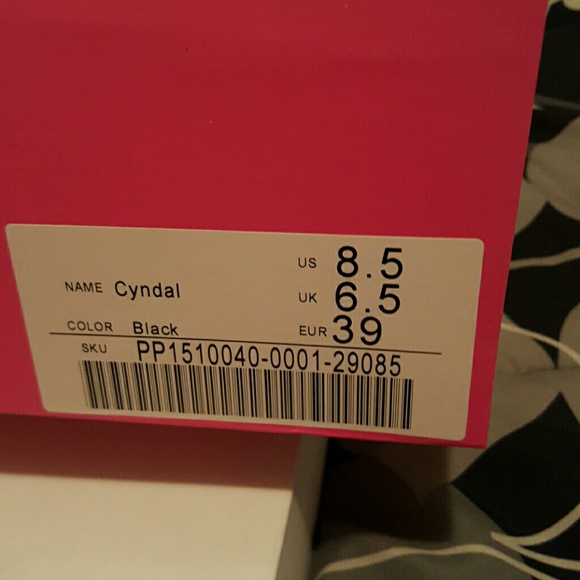 US 8.5
NAME Cyndal
UK 6.5
COLOR Black
EUR 39
SKU PP1510040-0001-29085